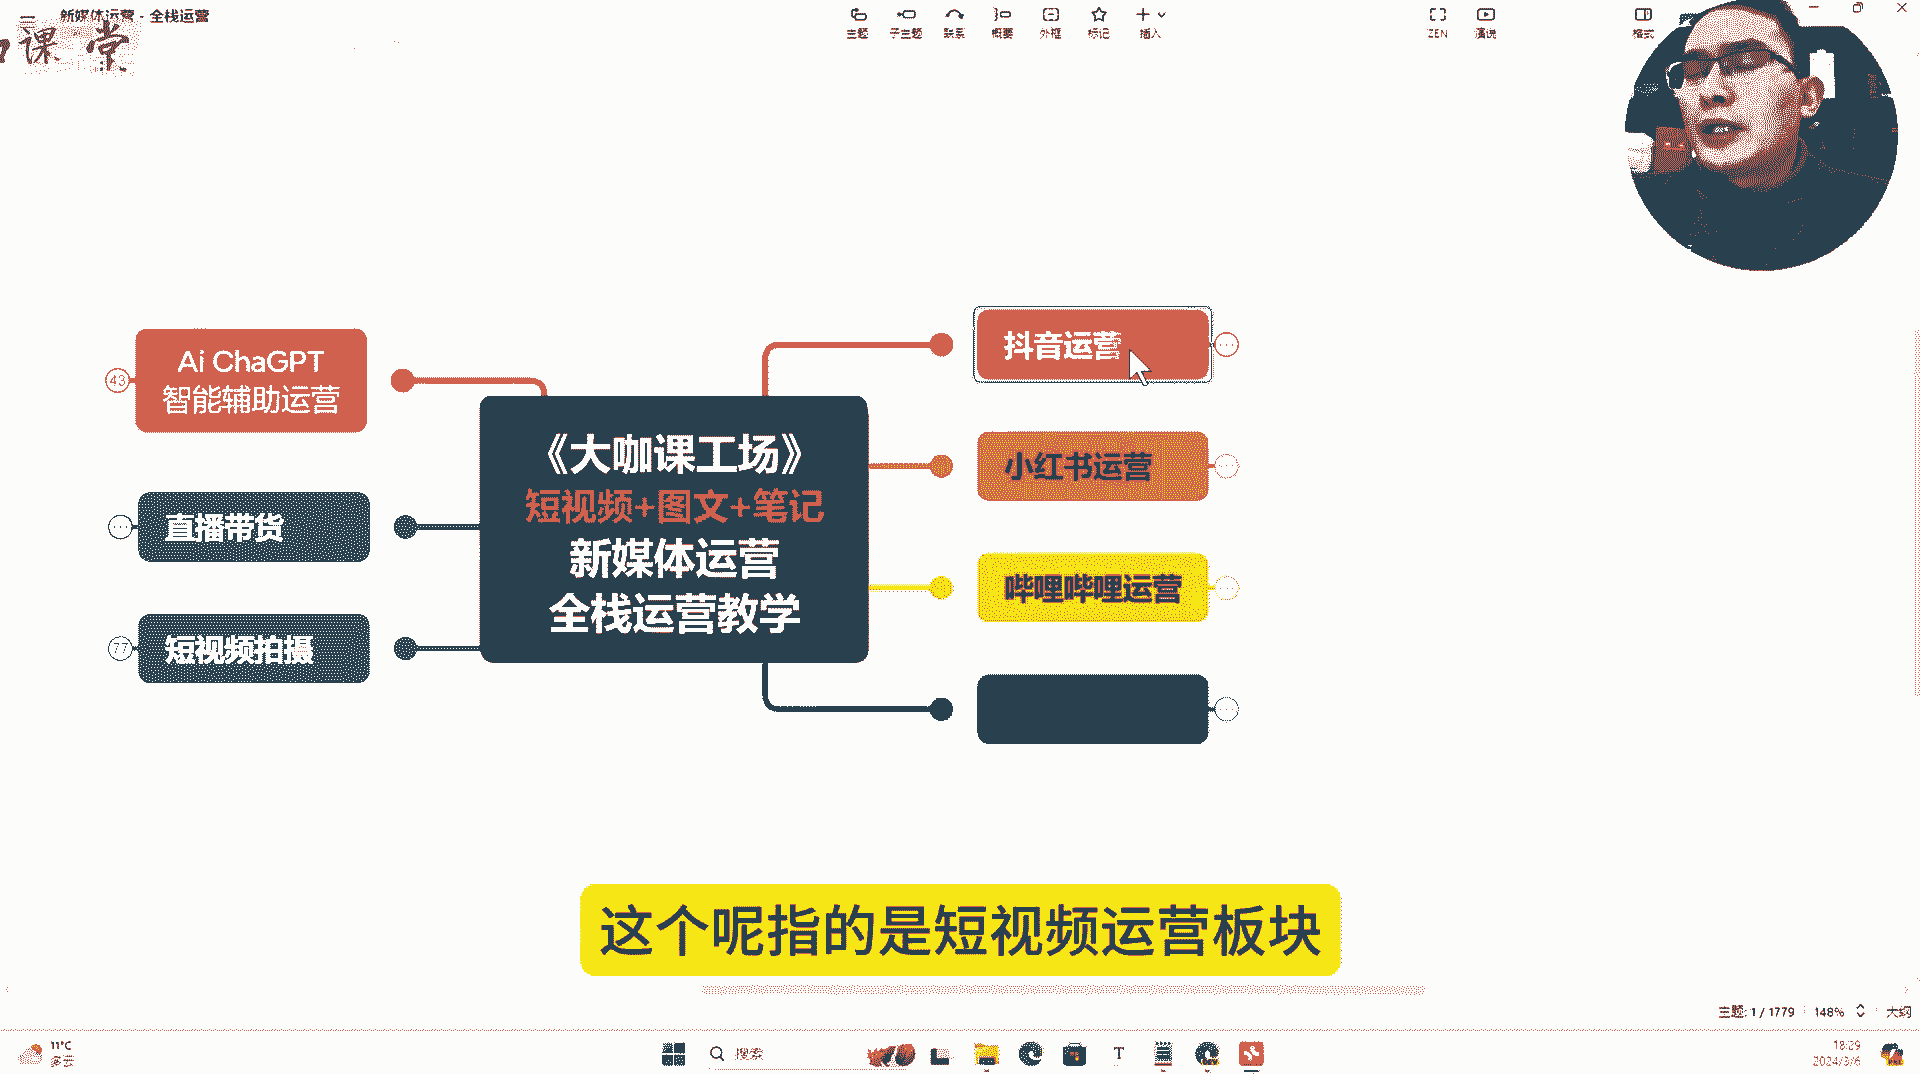 新媒体运营 - 全栈运营
课堂
主题
子主题
联系
概要
外框
标记
插入
ZEN
演说
格式
Ai ChaGPT
智能辅助运营
43
直播带货
短视频拍摄
77
《大咖课工场》
短视频+图文+笔记
新媒体运营
全栈运营教学
抖音运营
小红书运营
哔哩哔哩运营
这个呢指的是短视频运营板块
主题: 1 / 1779
148%
大纲
11°C
多云
搜索
18:29
2024/3/6